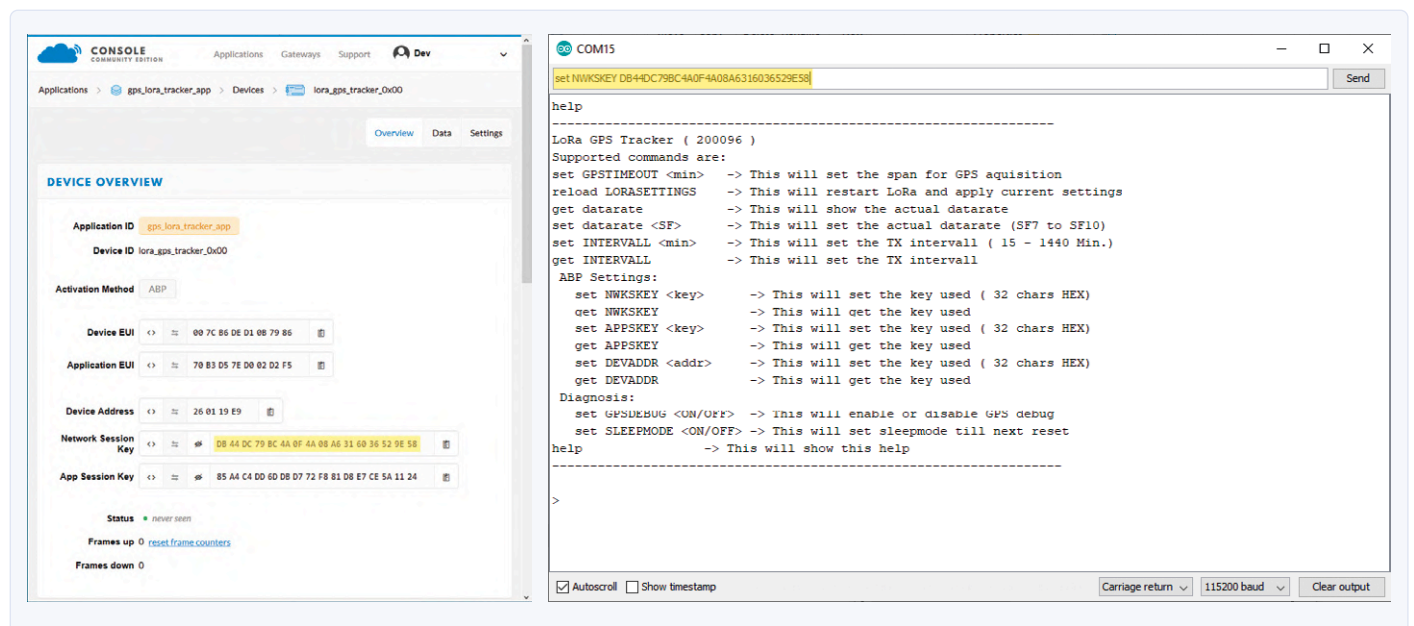 CONSOLE
COMMUNITY EDITION
Applications Gateways Support Dev
Applications > gps_lora_tracker_app > Devices > lora_gps_tracker_0x00
Overview Data Settings
DEVICE OVERVIEW
Application ID gps_lora_tracker_app
Device ID lora_gps_tracker_0x00
Activation Method ABP
Device EUI <> 00 7C 86 DE D1 0B 79 86
Application EUI <> 70 B3 D5 7E D0 02 D2 F5
Device Address <> 26 01 19 E9
Network Session
Key <> DB 44 DC 79 BC 4A 0F 4A 08 A6 31 60 36 52 9E 58
App Session Key <> 85 A4 C4 DD 6D DB D7 72 F8 81 D8 E7 CE 5A 11 24
Status never seen
Frames up 0 reset frame counters
Frames down 0
COM15
set NWKSKEY DB44DC79BC4A0F4A08A6316036529E58 Send
help
------------------------------------------------------------------
LoRa GPS Tracker ( 200096 )
Supported commands are:
set GPSTIMEOUT <min> -> This will set the span for GPS aquisition
reload LORASETTINGS -> This will restart LoRa and apply current settings
get datarate -> This will show the actual datarate
set datarate <SF> -> This will set the actual datarate (SF7 to SF10)
set INTERVALL <min> -> This will set the TX intervall ( 15 - 1440 Min.)
get INTERVALL -> This will set the TX intervall
ABP Settings:
set NWKSKEY <key> -> This will set the key used ( 32 chars HEX)
get NWKSKEY -> This will get the key used
set APPSKEY <key> -> This will set the key used ( 32 chars HEX)
get APPSKEY -> This will get the key used
set DEVADDR <addr> -> This will set the key used ( 32 chars HEX)
get DEVADDR -> This will get the key used
Diagnosis:
set GPSDEBUG <ON/OFF> -> This will enable or disable GPS debug
set SLEEPMODE <ON/OFF> -> This will set sleepmode till next reset
help -> This will show this help
-------------------------------------------------------------------
>
Autoscroll Show timestamp Carriage return 115200 baud Clear output